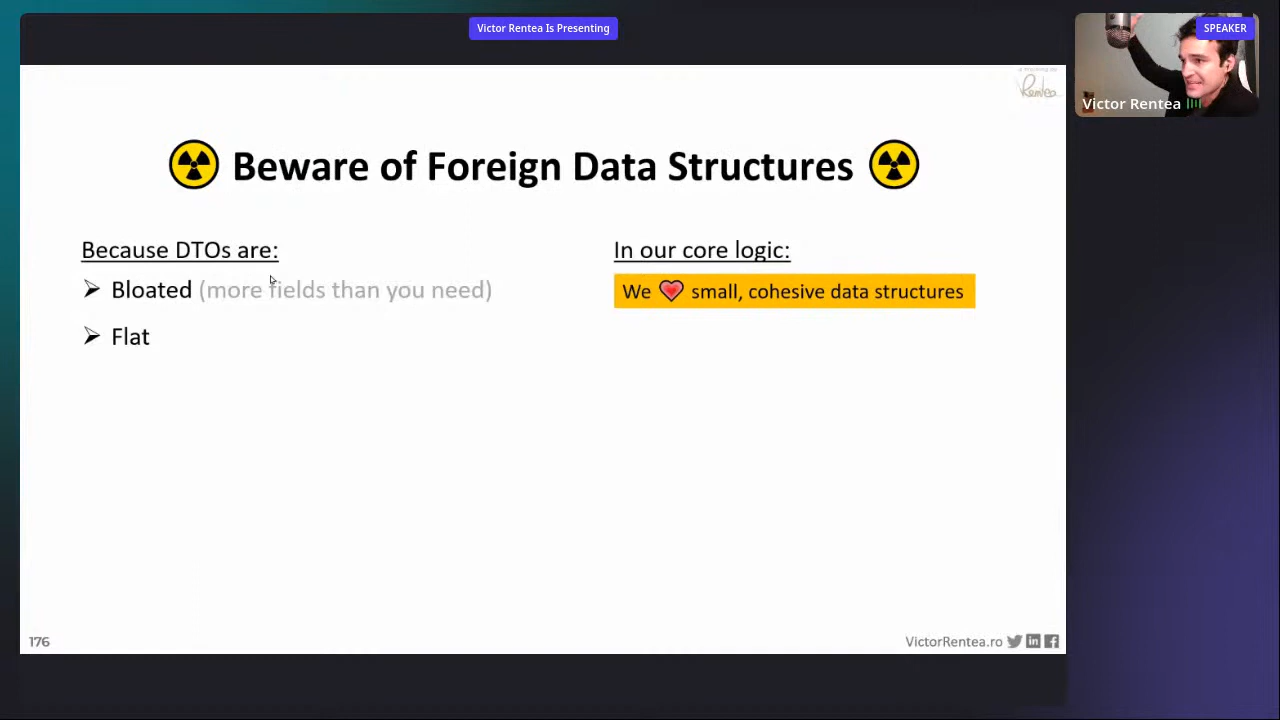 Victor Rentea Is Presenting
SPEAKER
Victor Rentea
Rentea
Beware of Foreign Data Structures
Because DTOs are:
Bloated (more fields than you need)
Flat
In our core logic:
We ❤ small, cohesive data structures
176
VictorRentea.ro